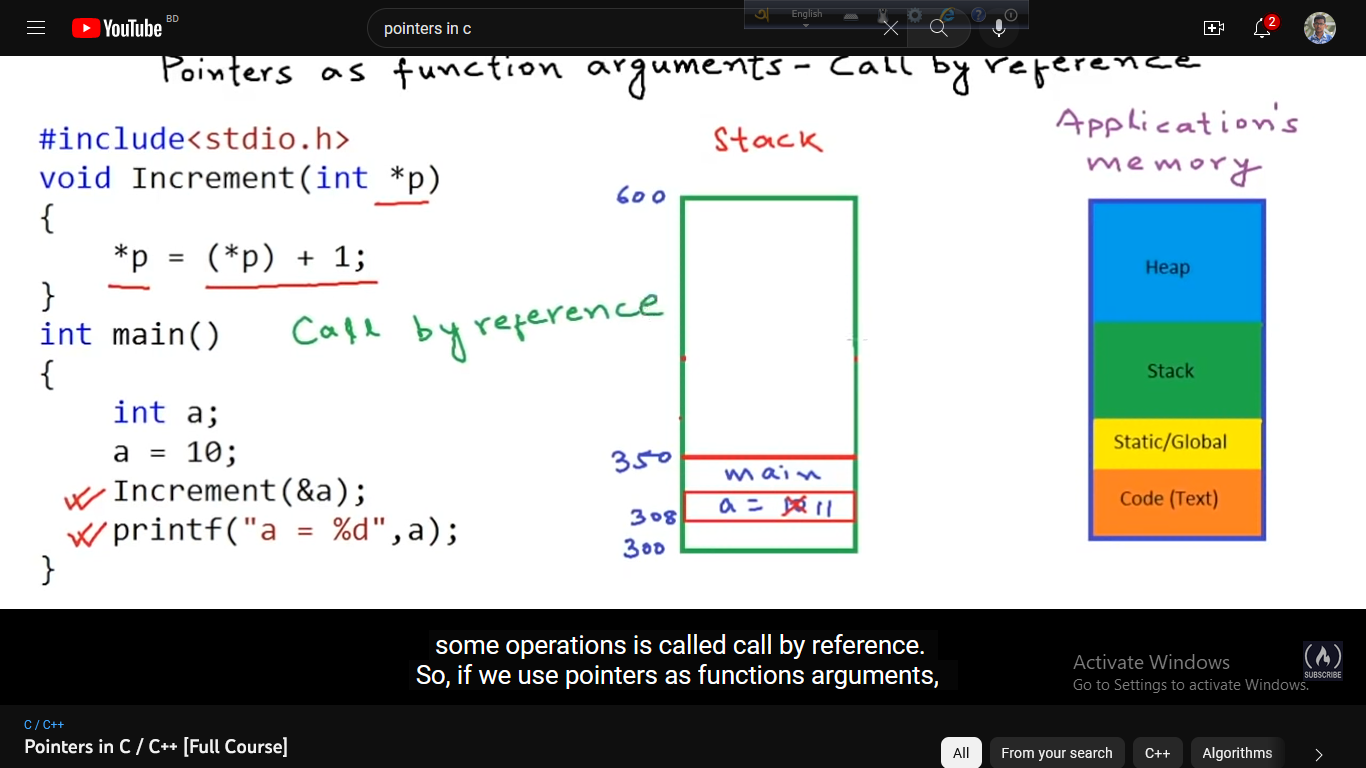 YouTube BD
pointers in c
English
2
Pointers as function arguments - Call by reference
#include<stdio.h>
void Increment(int *p)
{
*p = (*p) + 1;
}
int main()
{
int a;
a = 10;
Increment(&a);
printf("a = %d",a);
}
Call by reference
Stack
600
350
main
a = 10 11
308
300
Application's
memory
Heap
Stack
Static/Global
Code (Text)
some operations is called call by reference.
So, if we use pointers as functions arguments,
Activate Windows
Go to Settings to activate Windows.
SUBSCRIBE
C / C++
Pointers in C / C++ [Full Course]
All
From your search
C++
Algorithms